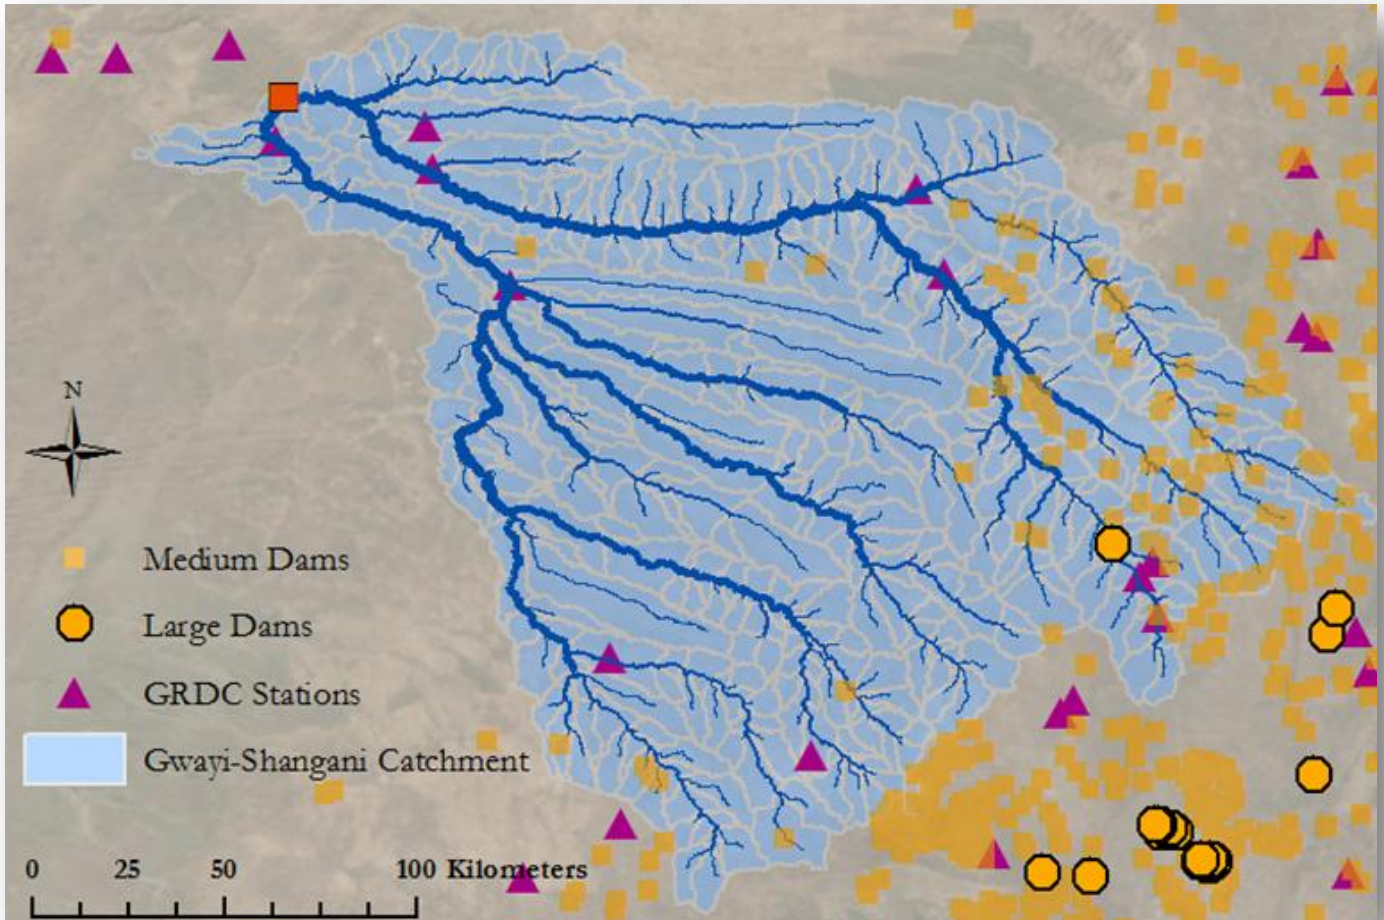 N
Medium Dams
Large Dams
GRDC Stations
Gwayi-Shangani Catchment
0 25 50 100 Kilometers